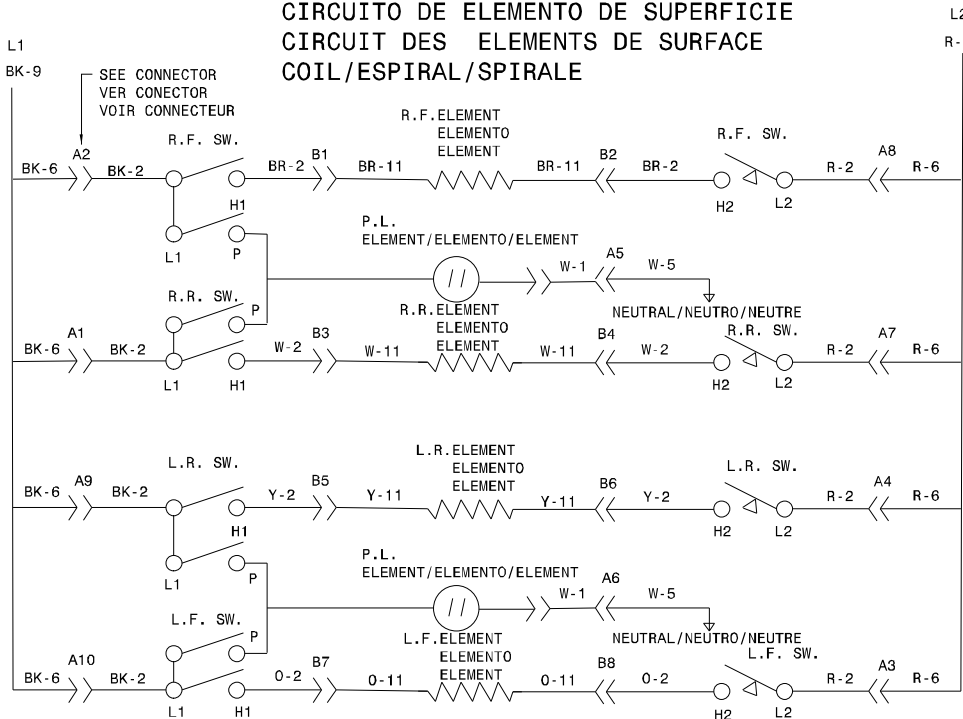 CIRCUITO DE ELEMENTO DE SUPERFICIE
CIRCUIT DES ELEMENTS DE SURFACE
COIL/ESPIRAL/SPIRALE
L1
BK-9
L2
R-
SEE CONNECTOR
VER CONECTOR
VOIR CONNECTEUR
R.F. SW.
R.F.ELEMENT
ELEMENTO
ELEMENT
R.F. SW.
BK-6 A2 BK-2 BR-2 B1 BR-11 BR-11 B2 BR-2 R-2 A8 R-6
H1 H2 L2
L1 P
P.L.
ELEMENT/ELEMENTO/ELEMENT
W-1 A5 W-5
NEUTRAL/NEUTRO/NEUTRE
R.R. SW. P
R.R.ELEMENT
ELEMENTO
ELEMENT
R.R. SW.
BK-6 A1 BK-2 W-2 B3 W-11 W-11 B4 W-2 R-2 A7 R-6
L1 H1 H2 L2
L.R. SW.
L.R.ELEMENT
ELEMENTO
ELEMENT
L.R. SW.
BK-6 A9 BK-2 Y-2 B5 Y-11 Y-11 B6 Y-2 R-2 A4 R-6
H1 H2 L2
L1 P
P.L.
ELEMENT/ELEMENTO/ELEMENT
W-1 A6 W-5
NEUTRAL/NEUTRO/NEUTRE
L.F. SW. P
L.F.ELEMENT
ELEMENTO
ELEMENT
L.F. SW.
BK-6 A10 BK-2 O-2 B7 O-11 O-11 B8 O-2 R-2 A3 R-6
L1 H1 H2 L2